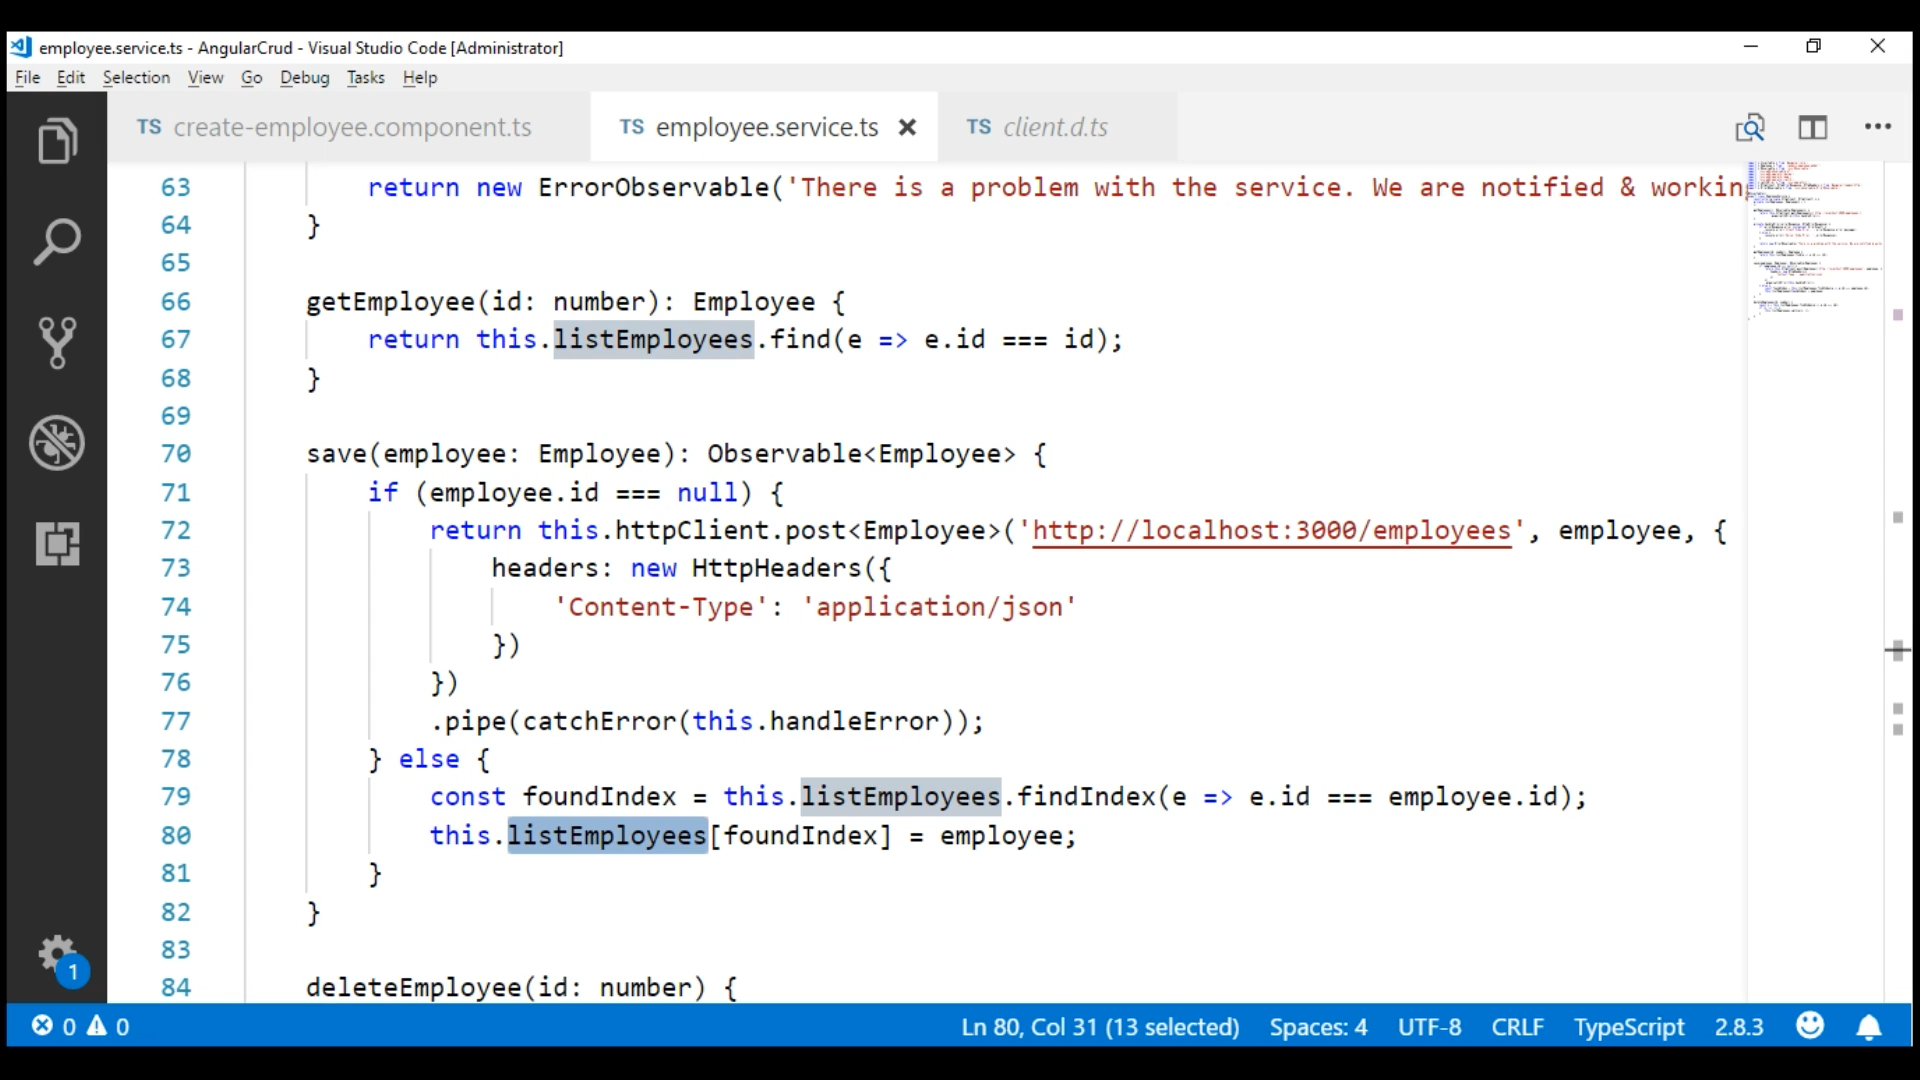 employee.service.ts - AngularCrud - Visual Studio Code [Administrator]
File Edit Selection View Go Debug Tasks Help
TS create-employee.component.ts TS employee.service.ts TS client.d.ts
63 return new ErrorObservable('There is a problem with the service. We are notified & workin
64 }
65
66 getEmployee(id: number): Employee {
67 return this.listEmployees.find(e => e.id === id);
68 }
69
70 save(employee: Employee): Observable<Employee> {
71 if (employee.id === null) {
72 return this.httpClient.post<Employee>('http://localhost:3000/employees', employee, {
73 headers: new HttpHeaders({
74 'Content-Type': 'application/json'
75 })
76 })
77 .pipe(catchError(this.handleError));
78 } else {
79 const foundIndex = this.listEmployees.findIndex(e => e.id === employee.id);
80 this.listEmployees[foundIndex] = employee;
81 }
82 }
83
84 deleteEmployee(id: number) {
1
0 0 Ln 80, Col 31 (13 selected) Spaces: 4 UTF-8 CRLF TypeScript 2.8.3